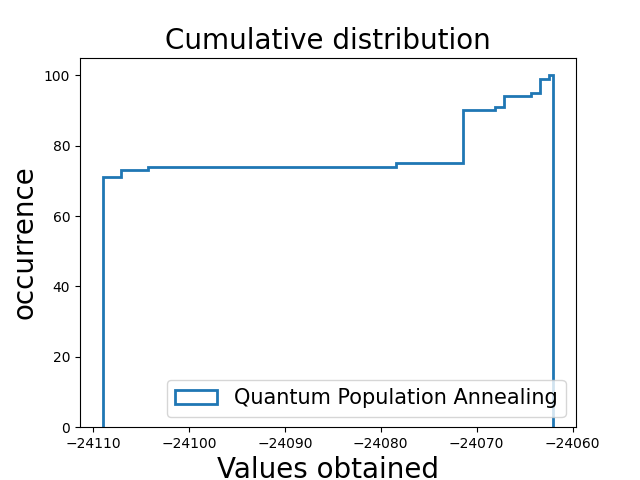 Cumulative distribution
occurrence
100
80
60
40
20
0
Quantum Population Annealing
−24110 −24100 −24090 −24080 −24070 −24060
Values obtained